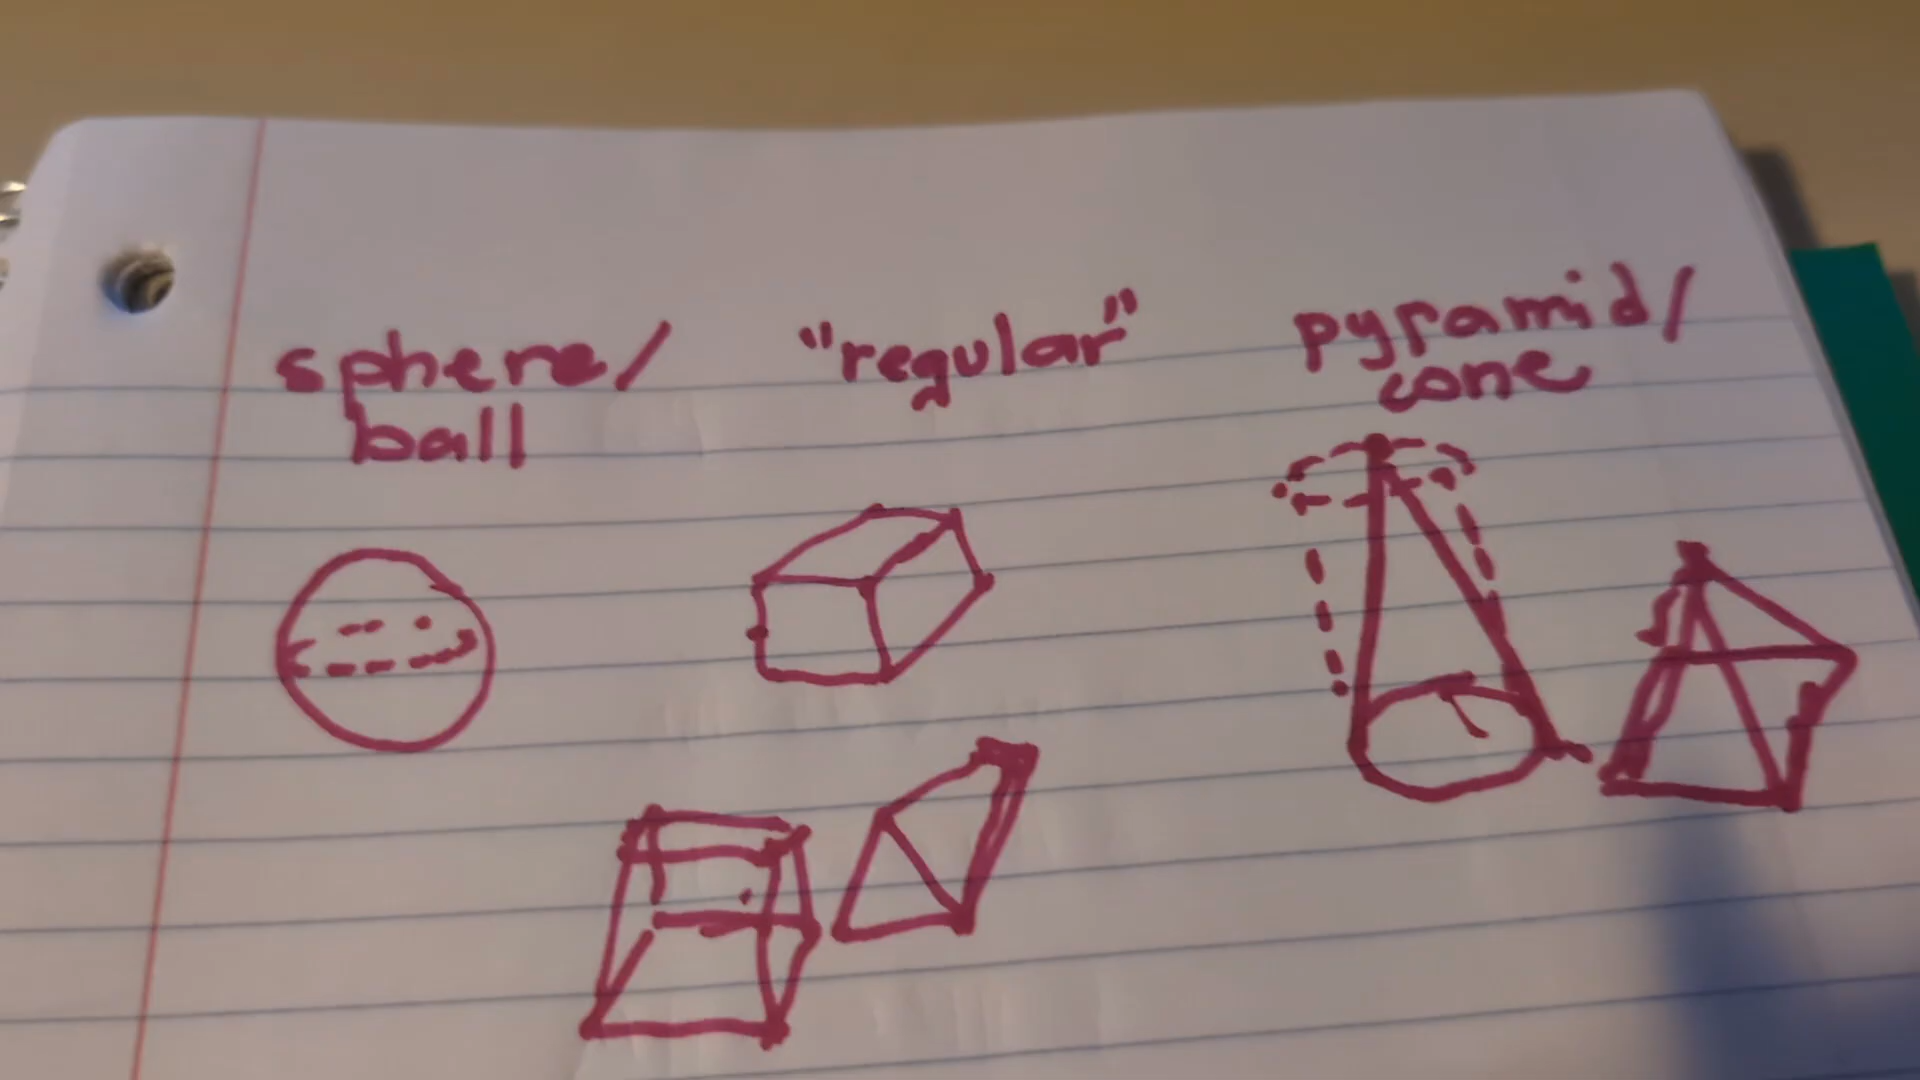 sphere/
ball
"regular"
pyramid/
cone